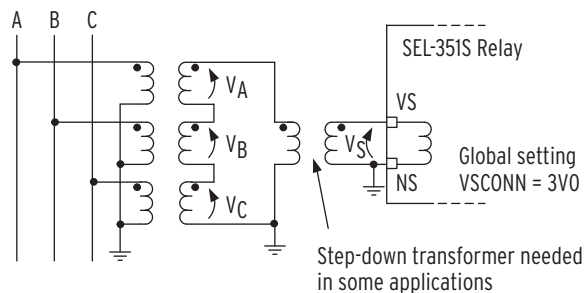 A B C
SEL-351S Relay
VA
VS
VB
VS
Global setting
VSCONN = 3V0
NS
VC
Step-down transformer needed
in some applications